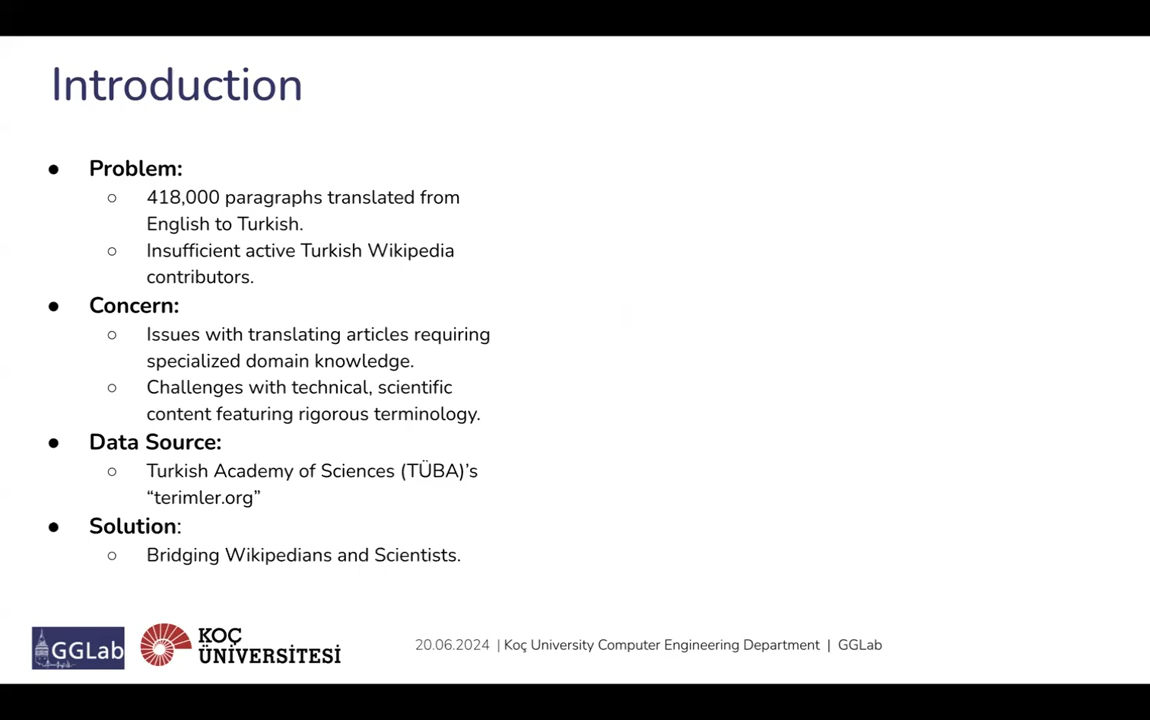 Introduction
● Problem:
○ 418,000 paragraphs translated from
English to Turkish.
○ Insufficient active Turkish Wikipedia
contributors.
● Concern:
○ Issues with translating articles requiring
specialized domain knowledge.
○ Challenges with technical, scientific
content featuring rigorous terminology.
● Data Source:
○ Turkish Academy of Sciences (TÜBA)’s
“terimler.org”
● Solution:
○ Bridging Wikipedians and Scientists.
GGLab
KOÇ
ÜNİVERSİTESİ
20.06.2024 | Koç University Computer Engineering Department | GGLab